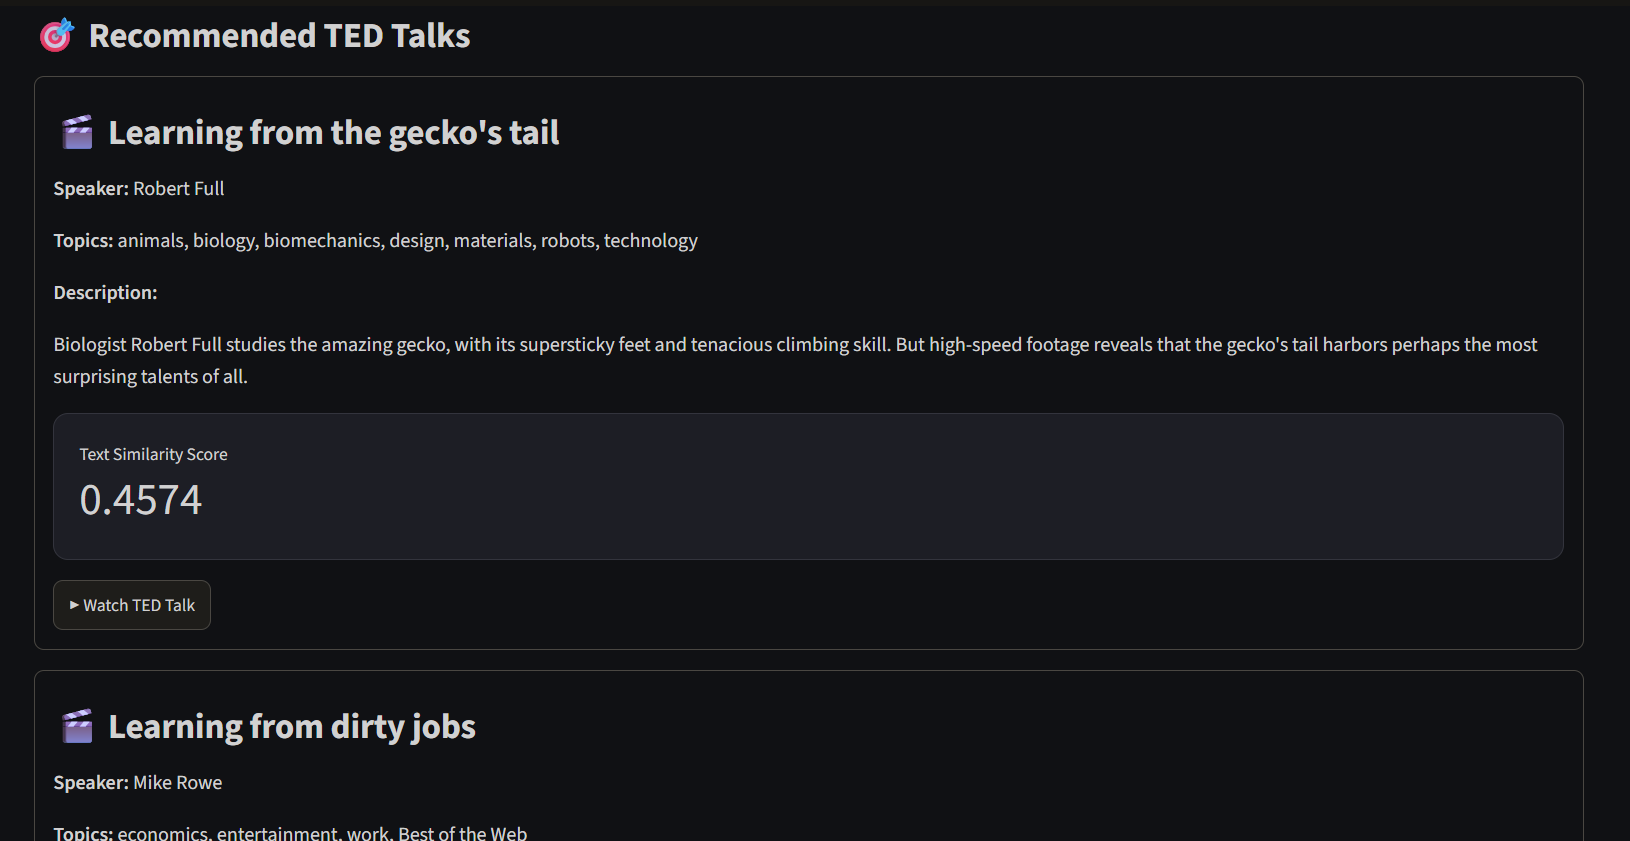 Recommended TED Talks
Learning from the gecko's tail
Speaker: Robert Full
Topics: animals, biology, biomechanics, design, materials, robots, technology
Description:
Biologist Robert Full studies the amazing gecko, with its supersticky feet and tenacious climbing skill. But high-speed footage reveals that the gecko's tail harbors perhaps the most
surprising talents of all.
Text Similarity Score
0.4574
Watch TED Talk
Learning from dirty jobs
Speaker: Mike Rowe
Topics: economics, entertainment, work, Best of the Web